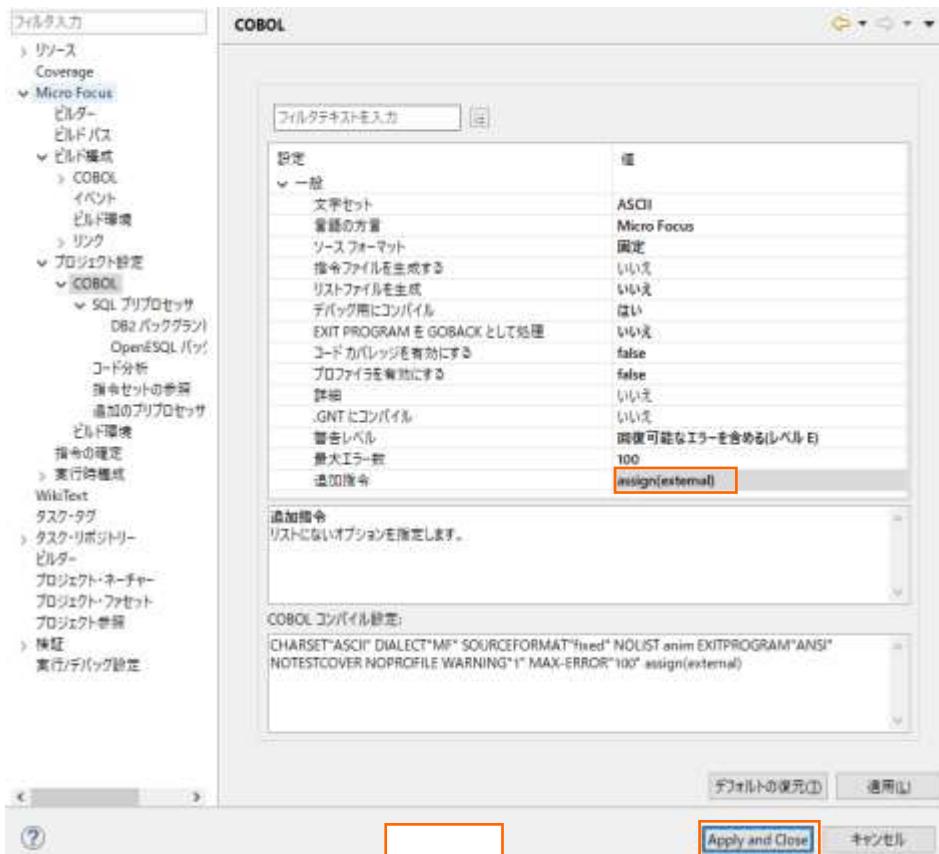 フィルタ入力
リソース
Coverage
Micro Focus
ビルダー
ビルド パス
ビルド構成
COBOL
イベント
ビルド環境
リンク
プロジェクト設定
COBOL
SQL プリプロセッサ
DB2 バックグラント
OpenESQL バッ
コード分析
指令セットの参照
追加のプリプロセッサ
ビルド環境
指令の確定
実行時構成
WikiText
タスク・タグ
タスク・リポジトリー
ビルダー
プロジェクト・ネーチャー
プロジェクト・ファセット
プロジェクト参照
検証
実行/デバッグ設定
COBOL
フィルタテキストを入力
設定 値
一般
文字セット ASCII
言語の方言 Micro Focus
ソース フォーマット 固定
指令ファイルを生成する いいえ
リストファイルを生成 いいえ
デバッグ用にコンパイル はい
EXIT PROGRAM を GOBACK として処理 いいえ
コード カバレッジを有効にする false
プロファイラを有効にする false
詳細 いいえ
.GNT にコンパイル いいえ
警告レベル 回復可能なエラーを含める(レベル E)
最大エラー数 100
追加指令 assign(external)
追加指令
リストにないオプションを指定します。
COBOL コンパイル設定:
CHARSET"ASCII" DIALECT"MF" SOURCEFORMAT"fixed" NOLIST anim EXITPROGRAM"ANSI"
NOTESTCOVER NOPROFILE WARNING"1" MAX-ERROR"100" assign(external)
デフォルトの復元(T) 適用(L)
Apply and Close キャンセル